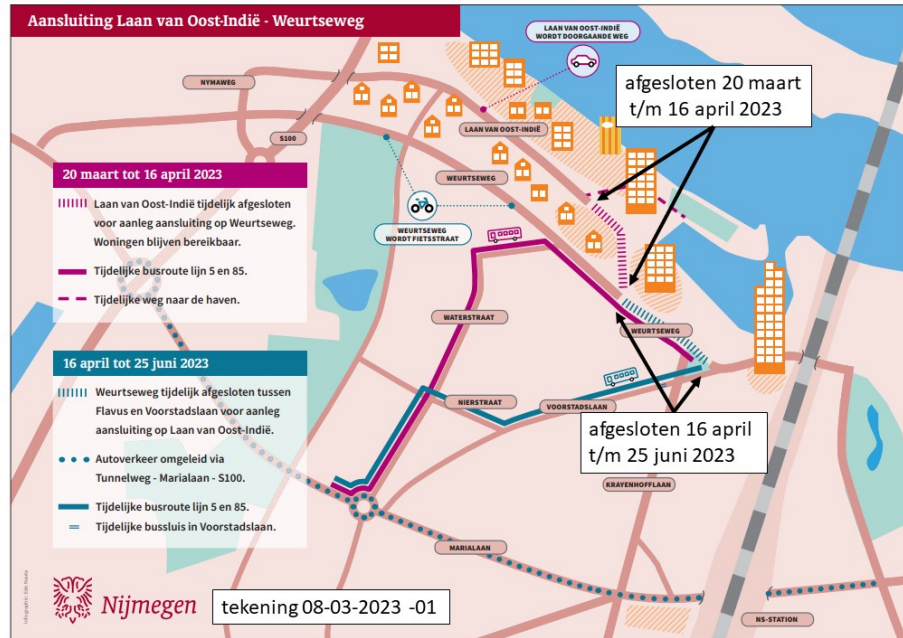 Aansluiting Laan van Oost-Indië - Weurtseweg
LAAN VAN OOST-INDIË
WORDT DOORGAANDE WEG
NYMAWEG
afgesloten 20 maart
t/m 16 april 2023
S100
LAAN VAN OOST-INDIË
WEURTSEWEG
20 maart tot 16 april 2023
Laan van Oost-Indië tijdelijk afgesloten
voor aanleg aansluiting op Weurtseweg.
Woningen blijven bereikbaar.
Tijdelijke busroute lijn 5 en 85.
Tijdelijke weg naar de haven.
WEURTSEWEG
WORDT FIETSSTRAAT
WATERSTRAAT
WEURTSEWEG
16 april tot 25 juni 2023
Weurtseweg tijdelijk afgesloten tussen
Flavus en Voorstadslaan voor aanleg
aansluiting op Laan van Oost-Indië.
Autoverkeer omgeleid via
Tunnelweg - Marialaan - S100.
Tijdelijke busroute lijn 5 en 85.
Tijdelijke bussluis in Voorstadslaan.
NIERSTRAAT
VOORSTADSLAAN
afgesloten 16 april
t/m 25 juni 2023
KRAYENHOFFLAAN
MARIALAAN
Nijmegen
tekening 08-03-2023 -01
NS-STATION